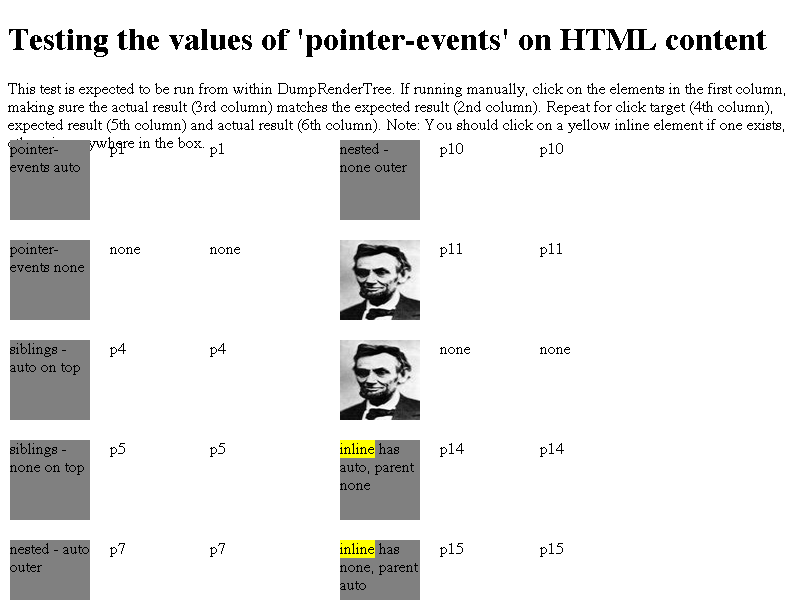 Testing the values of 'pointer-events' on HTML content
This test is expected to be run from within DumpRenderTree. If running manually, click on the elements in the first column,
making sure the actual result (3rd column) matches the expected result (2nd column). Repeat for click target (4th column),
expected result (5th column) and actual result (6th column). Note: You should click on a yellow inline element if one exists,
in the box.
pointer-
events auto
p1
p1
nested -
none outer
p10
p10
pointer-
events none
none
none
p11
p11
siblings -
auto on top
p4
p4
none
none
siblings -
none on top
p5
p5
inline has
auto, parent
none
p14
p14
nested - auto
outer
p7
p7
inline has
none, parent
auto
p15
p15